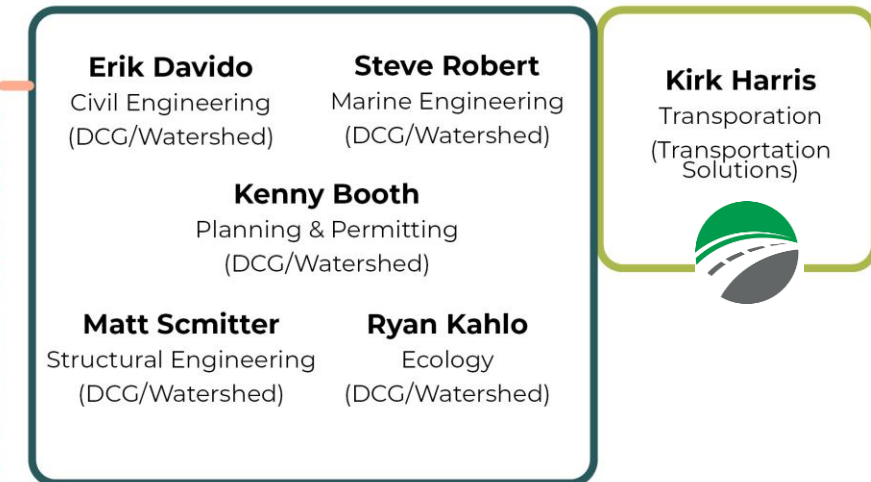 Erik Davido
Civil Engineering
(DCG/Watershed)
Steve Robert
Marine Engineering
(DCG/Watershed)
Kenny Booth
Planning & Permitting
(DCG/Watershed)
Matt Scmitter
Structural Engineering
(DCG/Watershed)
Ryan Kahlo
Ecology
(DCG/Watershed)
Kirk Harris
Transporation
(Transportation
Solutions)